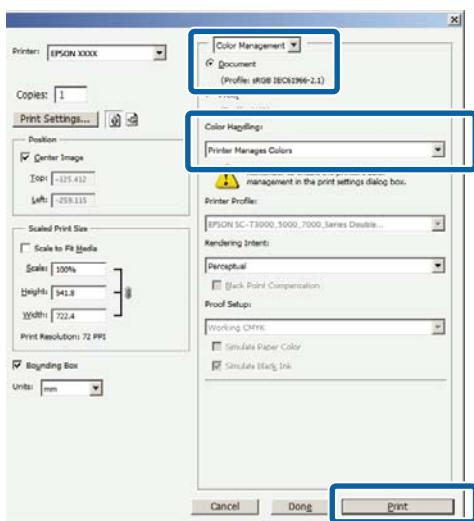 Printer: EPSON XXXX
Copies: 1
Print Settings...
Position
Center Image
Top: -125.412
Left: -259.115
Scaled Print Size
Scale to Fit Media
Scale: 100%
Height: 541.8
Width: 722.4
Print Resolution: 72 PPI
Bounding Box
Units: mm
Color Management
Document
(Profile: sRGB IEC61966-2.1)
Color Handling:
Printer Manages Colors
management in the print settings dialog box.
Printer Profile:
EPSON SC-T3000_5000_7000_Series Double...
Rendering Intent:
Perceptual
Black Point Compensation
Proof Setup:
Working CMYK
Simulate Paper Color
Simulate Black Ink
Cancel
Done
Print